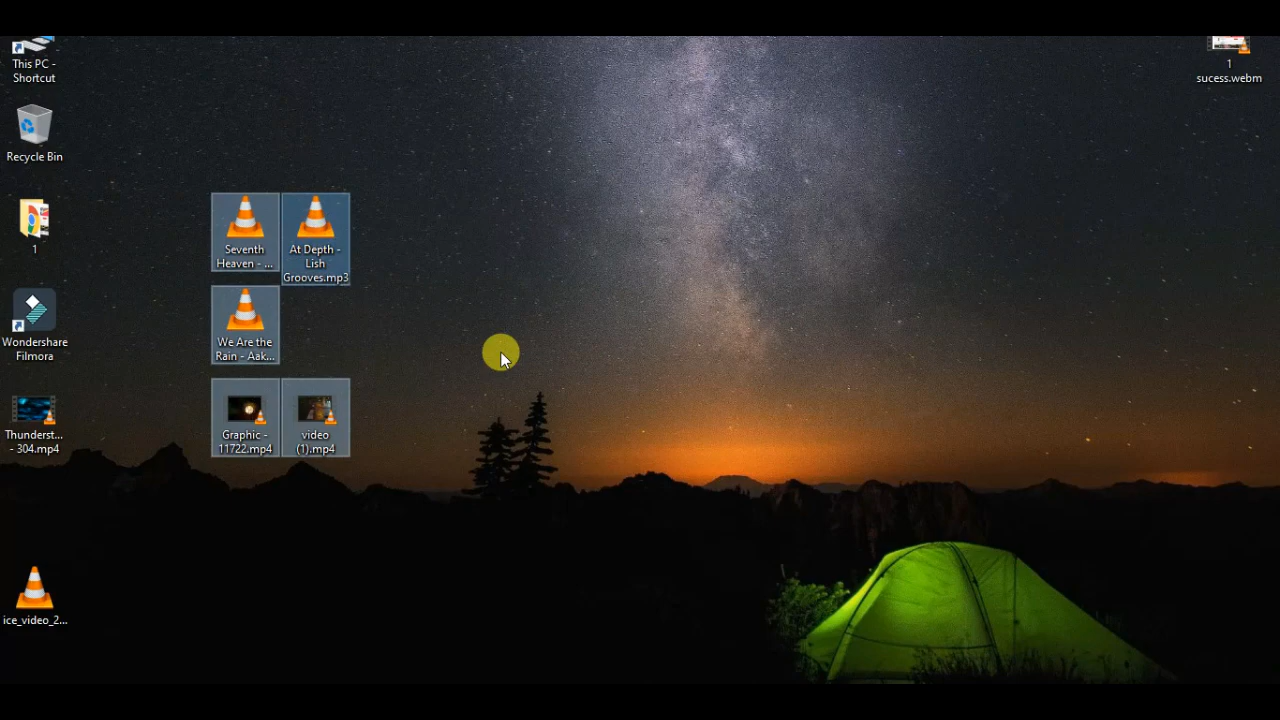 This PC -
Shortcut
Recycle Bin
1
Wondershare
Filmora
Thunderst...
- 304.mp4
ice_video_2...
Seventh
Heaven - ...
At Depth -
Lish
Grooves.mp3
We Are the
Rain - Aak...
Graphic -
11722.mp4
video
(1).mp4
1
sucess.webm